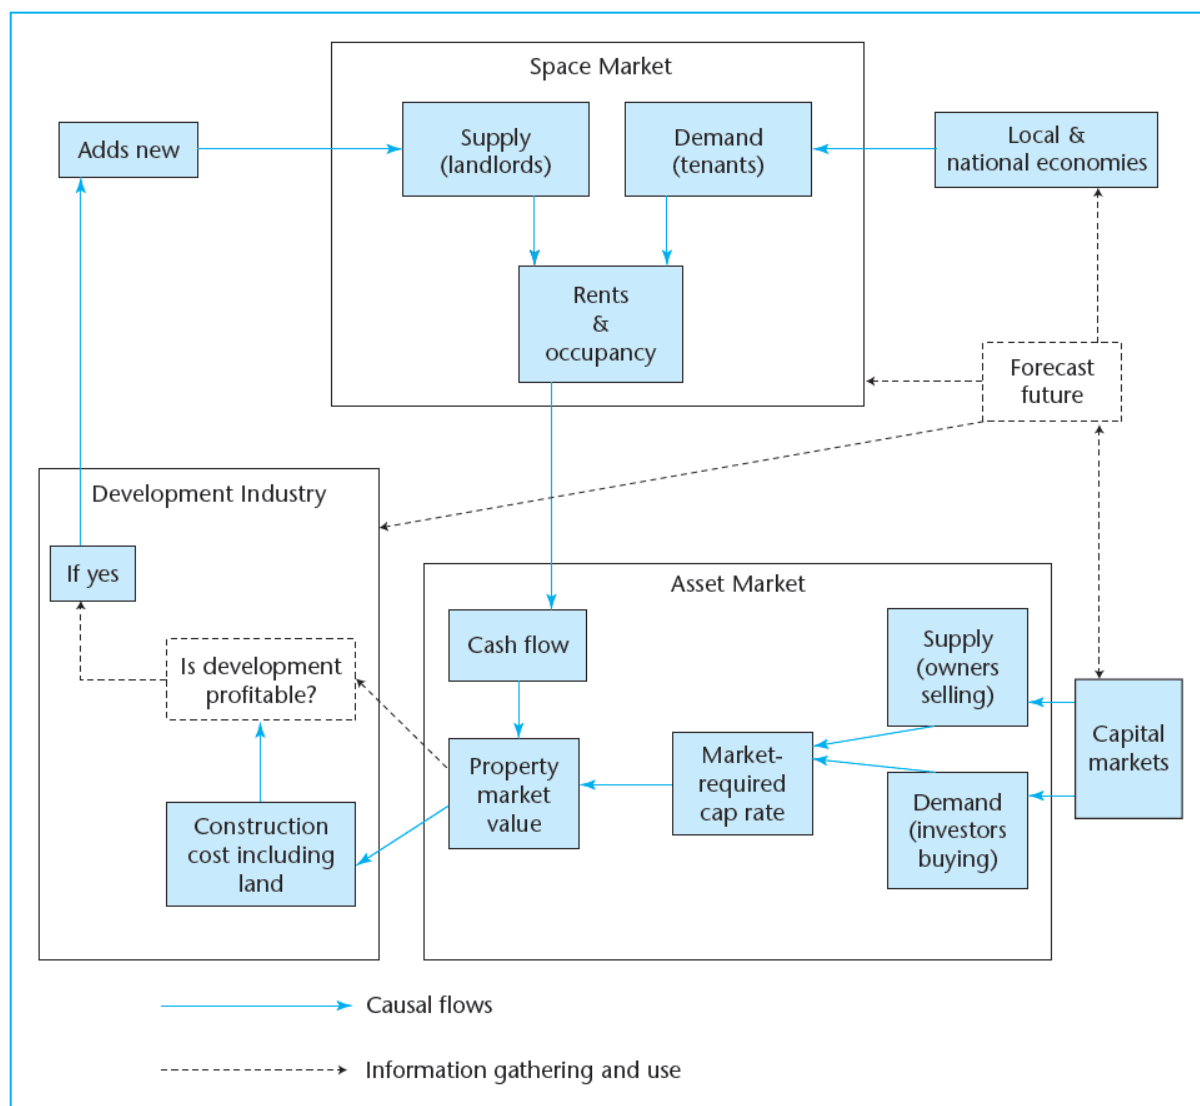 Space Market
Adds new
Supply
(landlords)
Demand
(tenants)
Local &
national economies
Rents
&
occupancy
Forecast
future
Development Industry
If yes
Is development
profitable?
Construction
cost including
land
Asset Market
Cash flow
Property
market
value
Market-
required
cap rate
Supply
(owners
selling)
Demand
(investors
buying)
Capital
markets
Causal flows
Information gathering and use